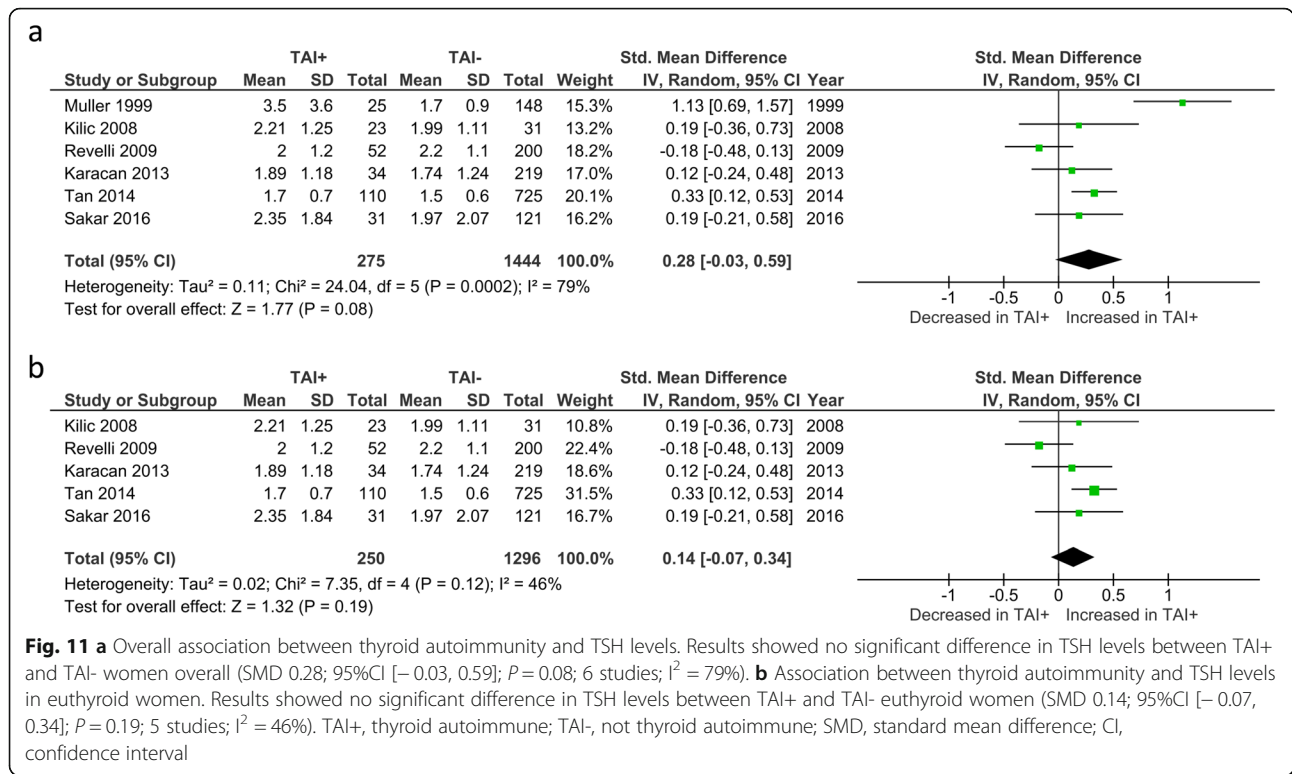 a
TAI+ TAI- Std. Mean Difference Std. Mean Difference
Study or Subgroup Mean SD Total Mean SD Total Weight IV, Random, 95% CI Year IV, Random, 95% CI
Muller 1999 3.5 3.6 25 1.7 0.9 148 15.3% 1.13 [0.69, 1.57] 1999
Kilic 2008 2.21 1.25 23 1.99 1.11 31 13.2% 0.19 [-0.36, 0.73] 2008
Revelli 2009 2 1.2 52 2.2 1.1 200 18.2% -0.18 [-0.48, 0.13] 2009
Karacan 2013 1.89 1.18 34 1.74 1.24 219 17.0% 0.12 [-0.24, 0.48] 2013
Tan 2014 1.7 0.7 110 1.5 0.6 725 20.1% 0.33 [0.12, 0.53] 2014
Sakar 2016 2.35 1.84 31 1.97 2.07 121 16.2% 0.19 [-0.21, 0.58] 2016
Total (95% CI) 275 1444 100.0% 0.28 [-0.03, 0.59]
Heterogeneity: Tau² = 0.11; Chi² = 24.04, df = 5 (P = 0.0002); I² = 79%
Test for overall effect: Z = 1.77 (P = 0.08)
-1 -0.5 0 0.5 1
Decreased in TAI+ Increased in TAI+
b
TAI+ TAI- Std. Mean Difference Std. Mean Difference
Study or Subgroup Mean SD Total Mean SD Total Weight IV, Random, 95% CI Year IV, Random, 95% CI
Kilic 2008 2.21 1.25 23 1.99 1.11 31 10.8% 0.19 [-0.36, 0.73] 2008
Revelli 2009 2 1.2 52 2.2 1.1 200 22.4% -0.18 [-0.48, 0.13] 2009
Karacan 2013 1.89 1.18 34 1.74 1.24 219 18.6% 0.12 [-0.24, 0.48] 2013
Tan 2014 1.7 0.7 110 1.5 0.6 725 31.5% 0.33 [0.12, 0.53] 2014
Sakar 2016 2.35 1.84 31 1.97 2.07 121 16.7% 0.19 [-0.21, 0.58] 2016
Total (95% CI) 250 1296 100.0% 0.14 [-0.07, 0.34]
Heterogeneity: Tau² = 0.02; Chi² = 7.35, df = 4 (P = 0.12); I² = 46%
Test for overall effect: Z = 1.32 (P = 0.19)
-1 -0.5 0 0.5 1
Decreased in TAI+ Increased in TAI+
Fig. 11 a Overall association between thyroid autoimmunity and TSH levels. Results showed no significant difference in TSH levels between TAI+
and TAI- women overall (SMD 0.28; 95%CI [− 0.03, 0.59]; P = 0.08; 6 studies; I² = 79%). b Association between thyroid autoimmunity and TSH levels
in euthyroid women. Results showed no significant difference in TSH levels between TAI+ and TAI- euthyroid women (SMD 0.14; 95%CI [− 0.07,
0.34]; P = 0.19; 5 studies; I² = 46%). TAI+, thyroid autoimmune; TAI-, not thyroid autoimmune; SMD, standard mean difference; CI,
confidence interval